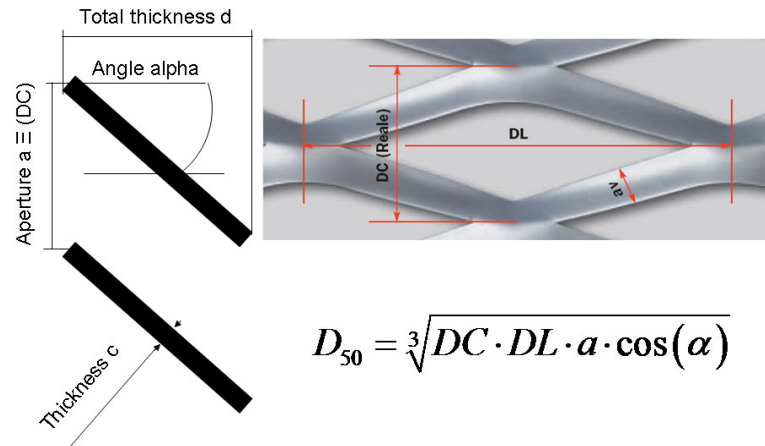 Total thickness d
Angle alpha
Aperture a ≡ (DC)
Thickness c
DC (Reale)
DL
av
D₅₀ = ∛(DC · DL · a · cos(α))